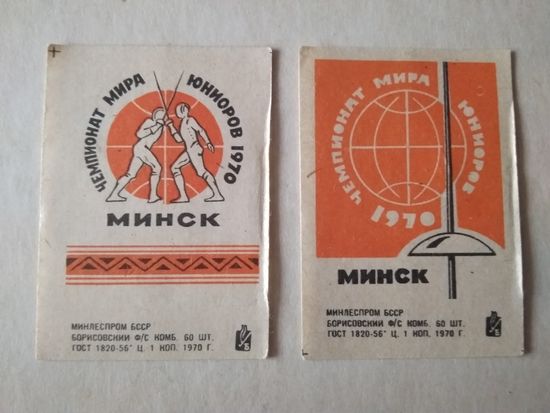 ЧЕМПИОНАТ МИРА ЮНИОРОВ 1970
МИНСК
МИНЛЕСПРОМ БССР
БОРИСОВСКИЙ Ф/С КОМБ. 60 ШТ.
ГОСТ 1820-56* Ц. 1 КОП. 1970 Г.
Б
ЧЕМПИОНАТ МИРА ЮНИОРОВ
1970
МИНСК
МИНЛЕСПРОМ БССР
БОРИСОВСКИЙ Ф/С КОМБ. 60 ШТ.
ГОСТ 1820-56* Ц. 1 КОП. 1970 Г.
Б